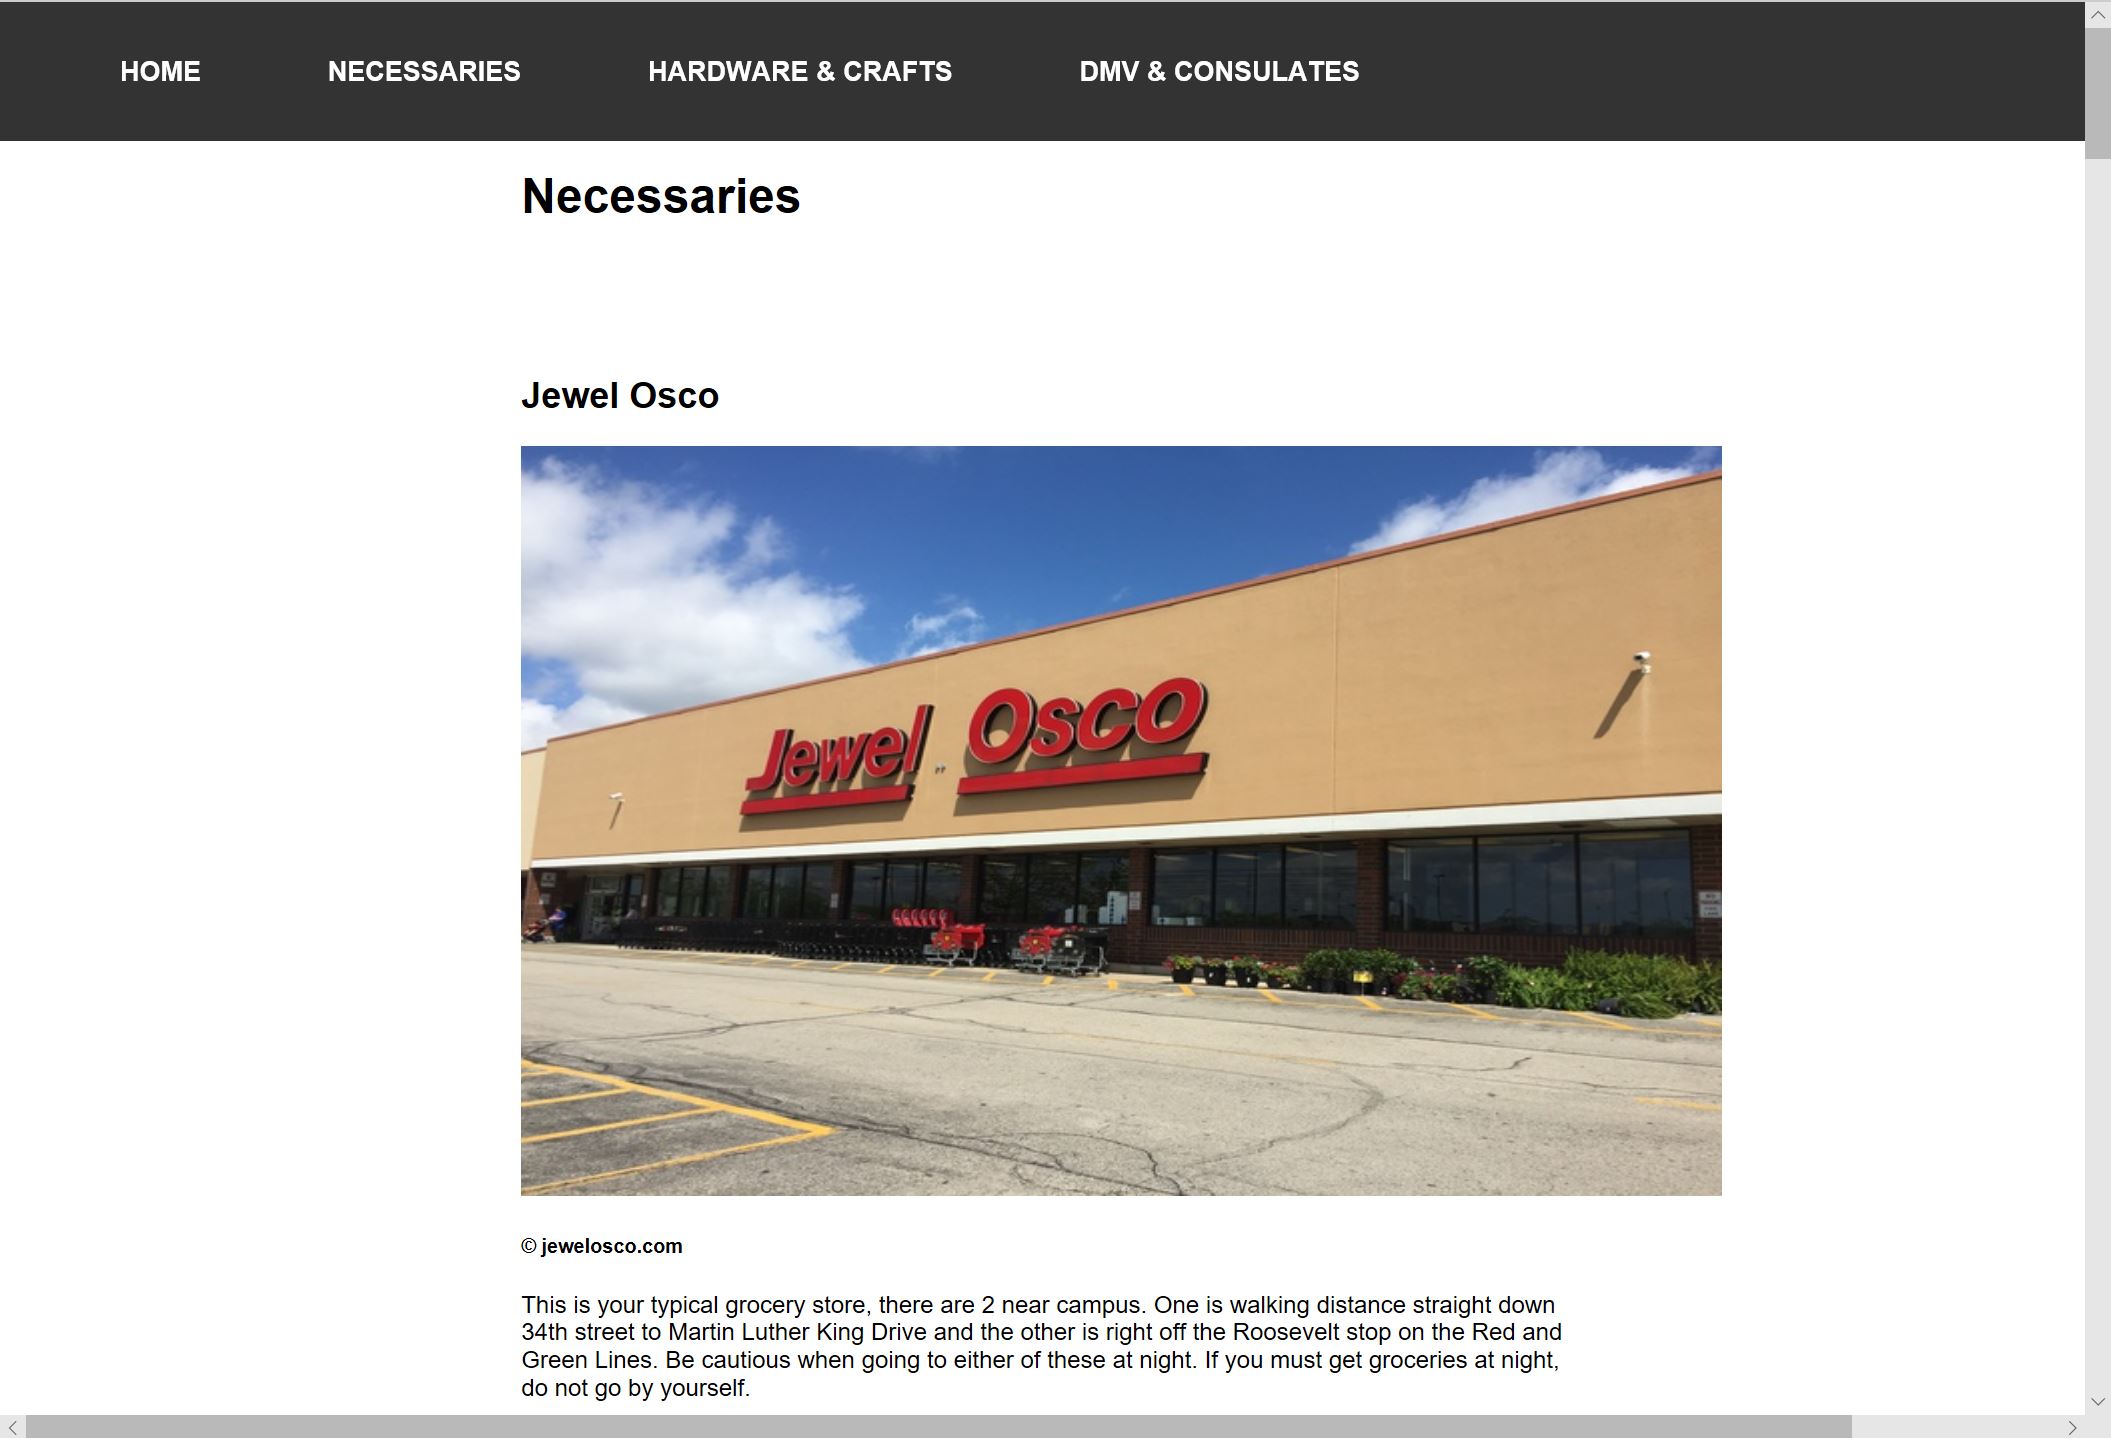 HOME NECESSARIES HARDWARE & CRAFTS DMV & CONSULATES
Necessaries
Jewel Osco
Jewel Osco
© jewelosco.com
This is your typical grocery store, there are 2 near campus. One is walking distance straight down
34th street to Martin Luther King Drive and the other is right off the Roosevelt stop on the Red and
Green Lines. Be cautious when going to either of these at night. If you must get groceries at night,
do not go by yourself.